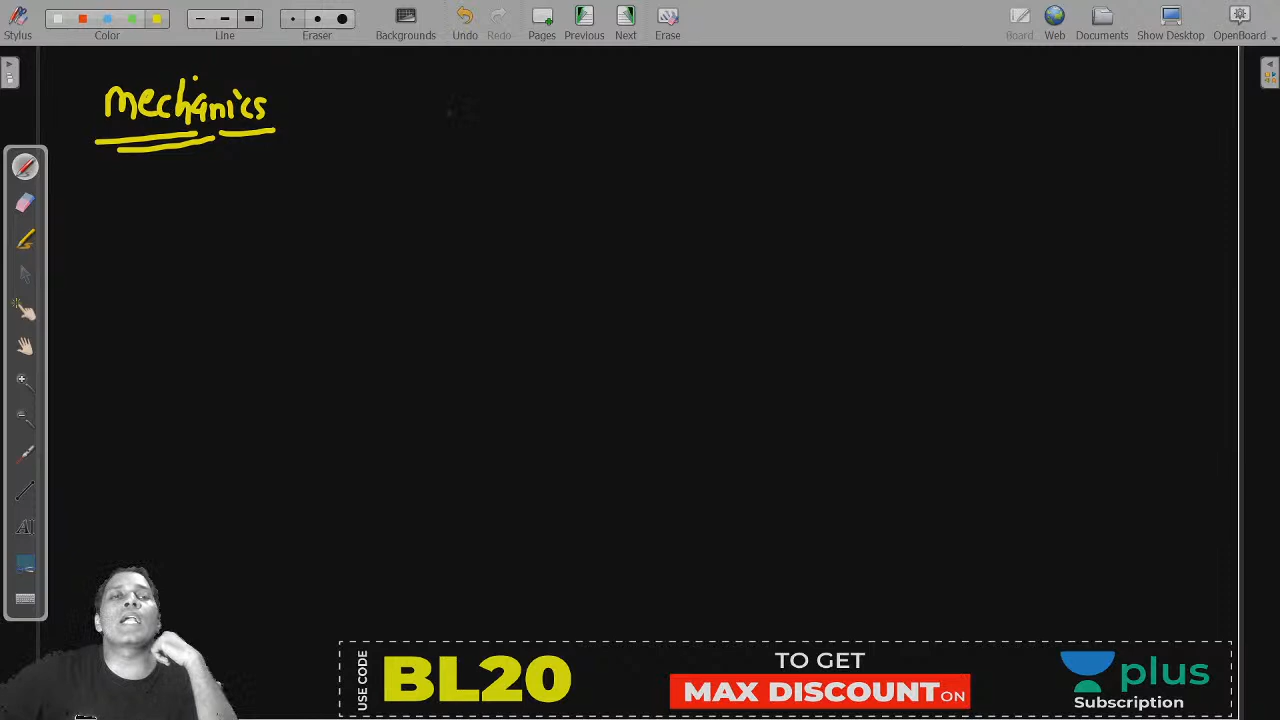 Stylus Color Line Eraser Backgrounds Undo Redo Pages Previous Next Erase Board Web Documents Show Desktop OpenBoard
mechanics
AI
USE CODE
BL20
TO GET
MAX DISCOUNT ON
plus
Subscription